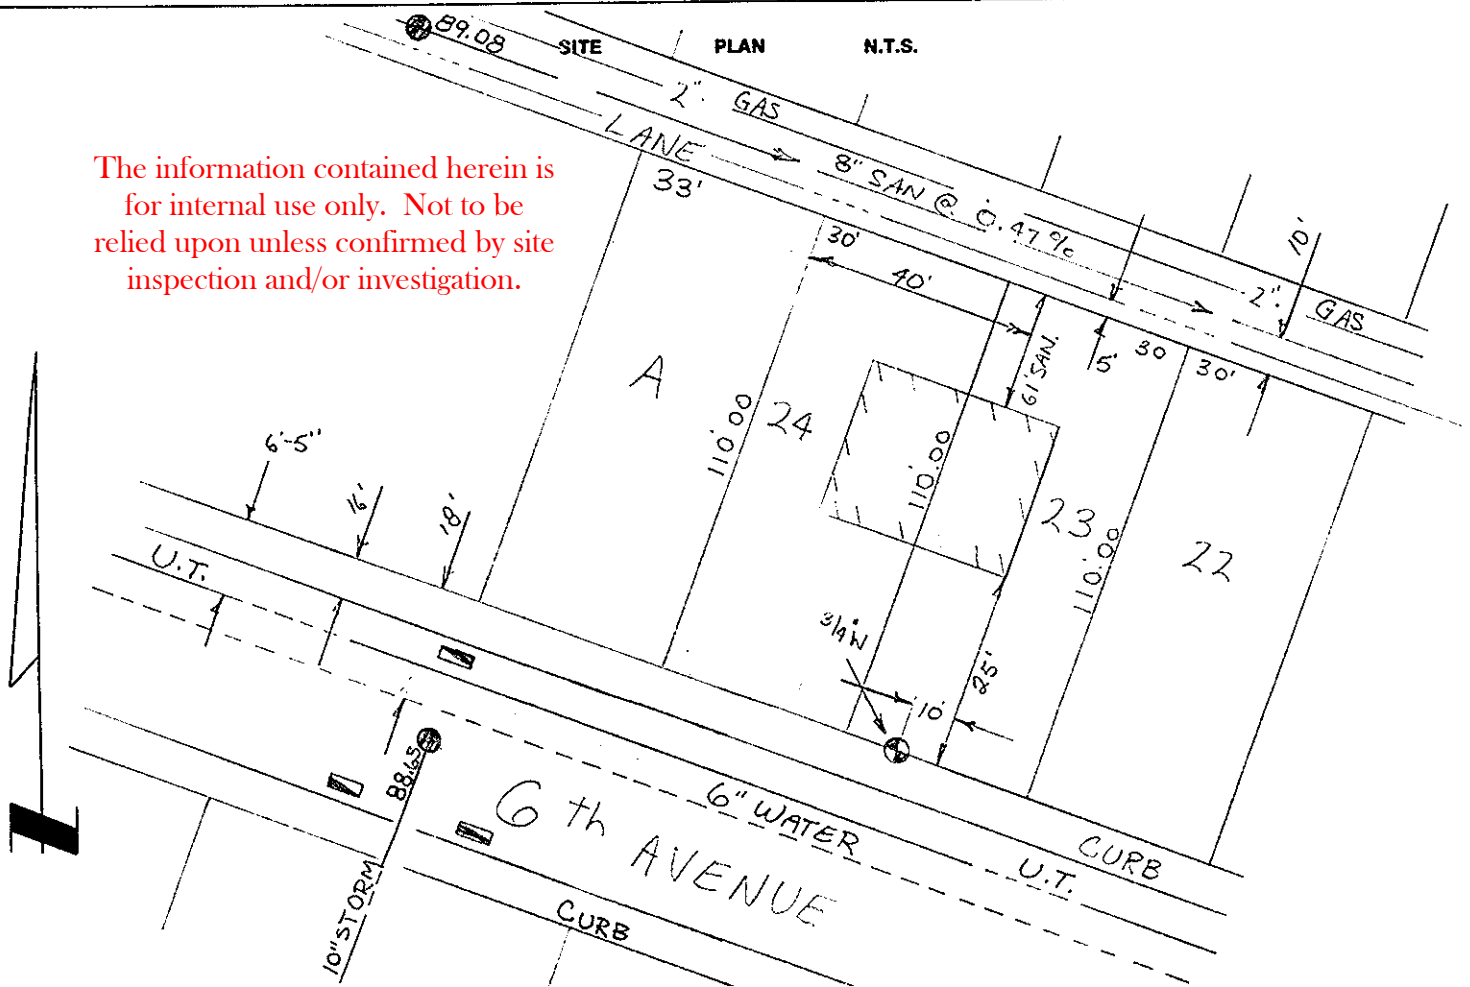 89.08
SITE PLAN N.T.S.
2". GAS
LANE
8" SAN @ 0.47%
The information contained herein is
for internal use only. Not to be
relied upon unless confirmed by site
inspection and/or investigation.
33'
30'
40'
10'
2". GAS
61' SAN.
5'
30
30'
A
110.00
24
110.00
23
110.00
22
6'-5"
16'
18'
U.T.
3/4" W
10'
25'
88.65
6th AVENUE
6" WATER
U.T.
CURB
10" STORM
CURB